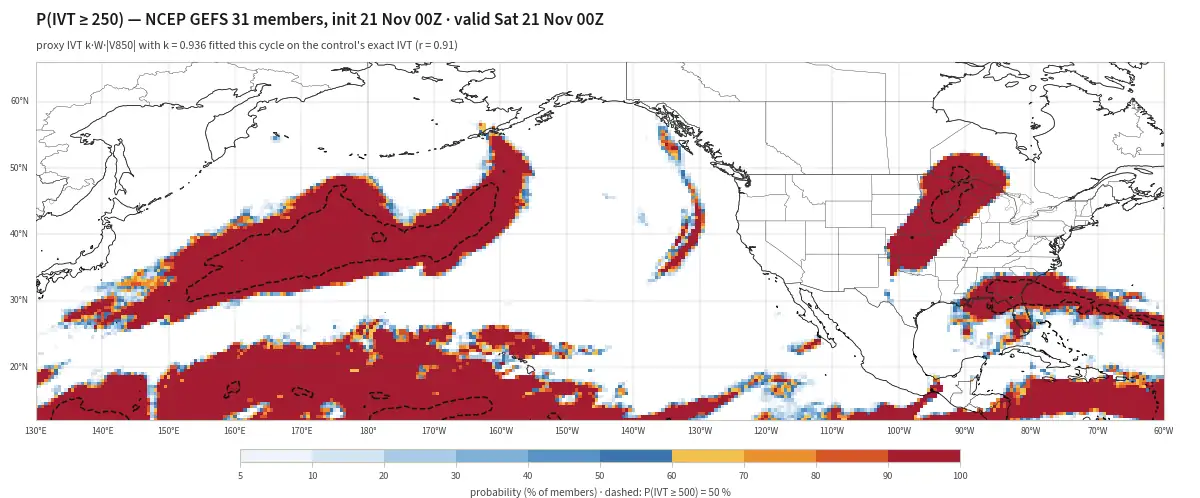 P(IVT ≥ 250) — NCEP GEFS 31 members, init 21 Nov 00Z · valid Sat 21 Nov 00Z
proxy IVT k·W·|V850| with k = 0.936 fitted this cycle on the control's exact IVT (r = 0.91)
60°N
50°N
40°N
30°N
20°N
130°E 140°E 150°E 160°E 170°E 180° 170°W 160°W 150°W 140°W 130°W 120°W 110°W 100°W 90°W 80°W 70°W 60°W
5 10 20 30 40 50 60 70 80 90 100
probability (% of members) · dashed: P(IVT ≥ 500) = 50 %